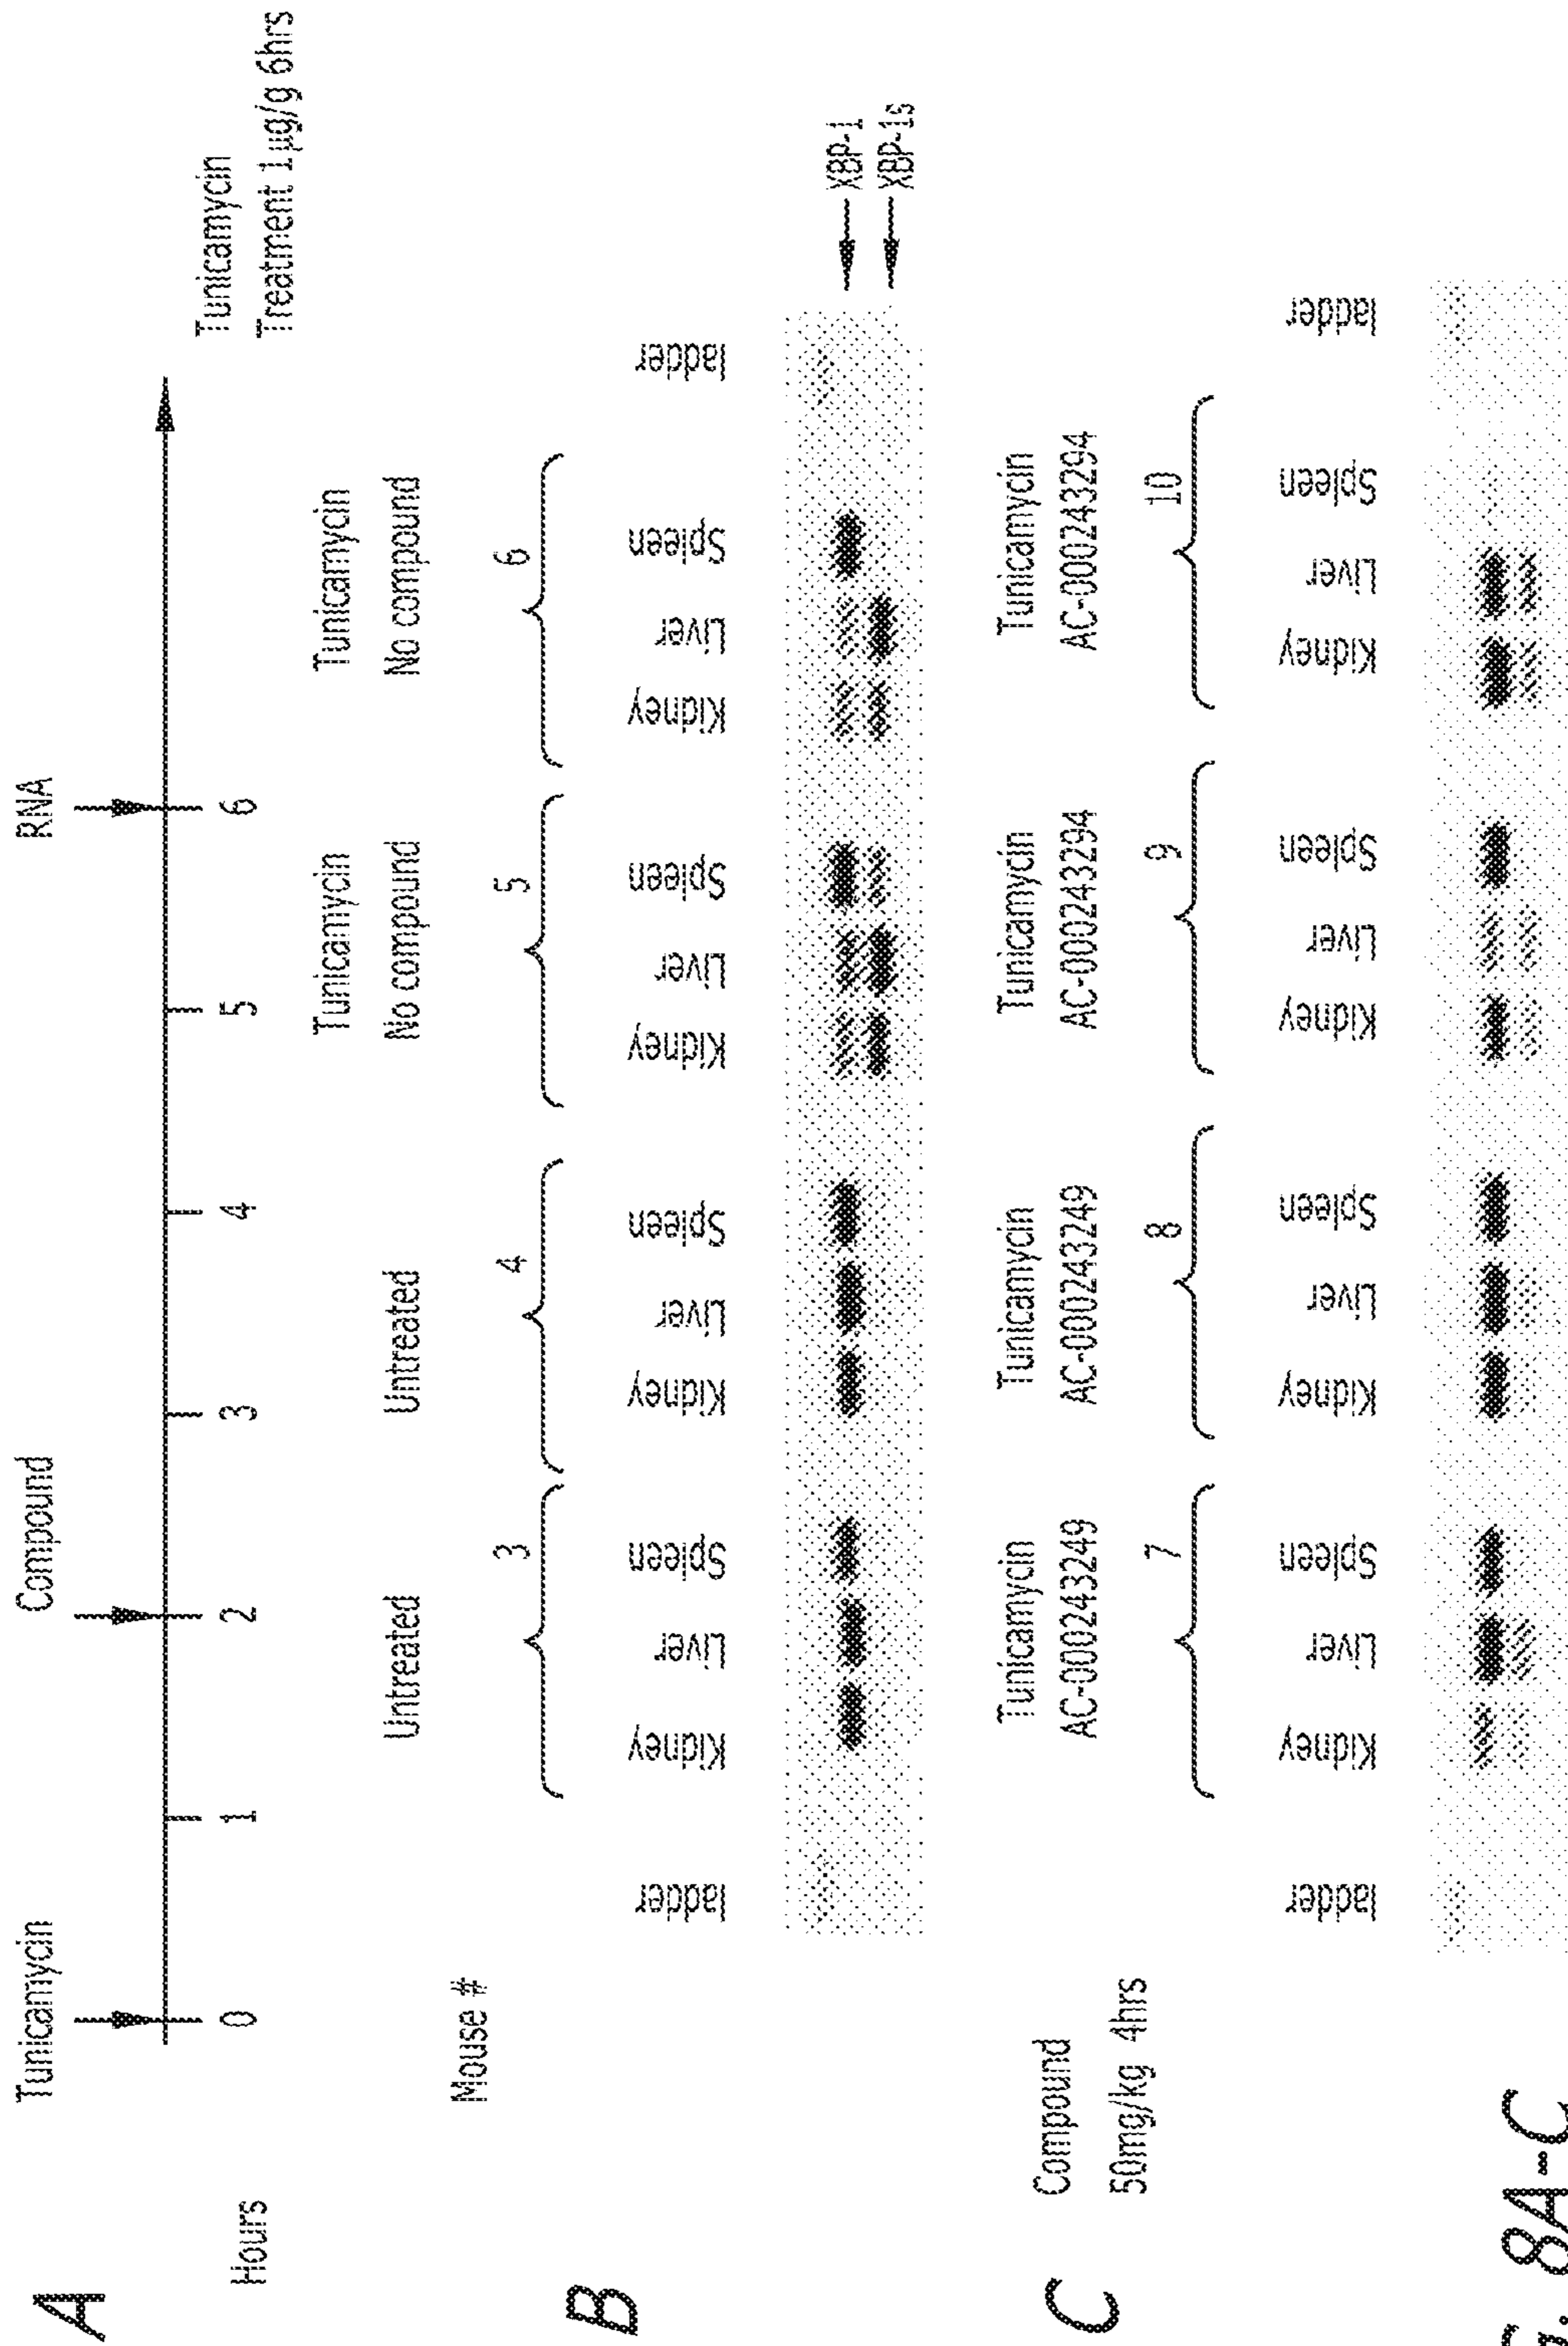 A
Tunicamycin
Compound
RNA
Hours
0
1
2
3
4
5
6
Tunicamycin
Treatment 1μg/g 6hrs
B
Mouse #
Untreated
3
Untreated
4
Tunicamycin
No compound
5
Tunicamycin
No compound
6
ladder
Kidney
Liver
Spleen
Kidney
Liver
Spleen
Kidney
Liver
Spleen
Kidney
Liver
Spleen
ladder
XBP-1
XBP-1s
C
Compound
50mg/kg 4hrs
Tunicamycin
AC-000243249
7
Tunicamycin
AC-000243249
8
Tunicamycin
AC-000243294
9
Tunicamycin
AC-000243294
10
ladder
Kidney
Liver
Spleen
Kidney
Liver
Spleen
Kidney
Liver
Spleen
Kidney
Liver
Spleen
ladder
8A-C